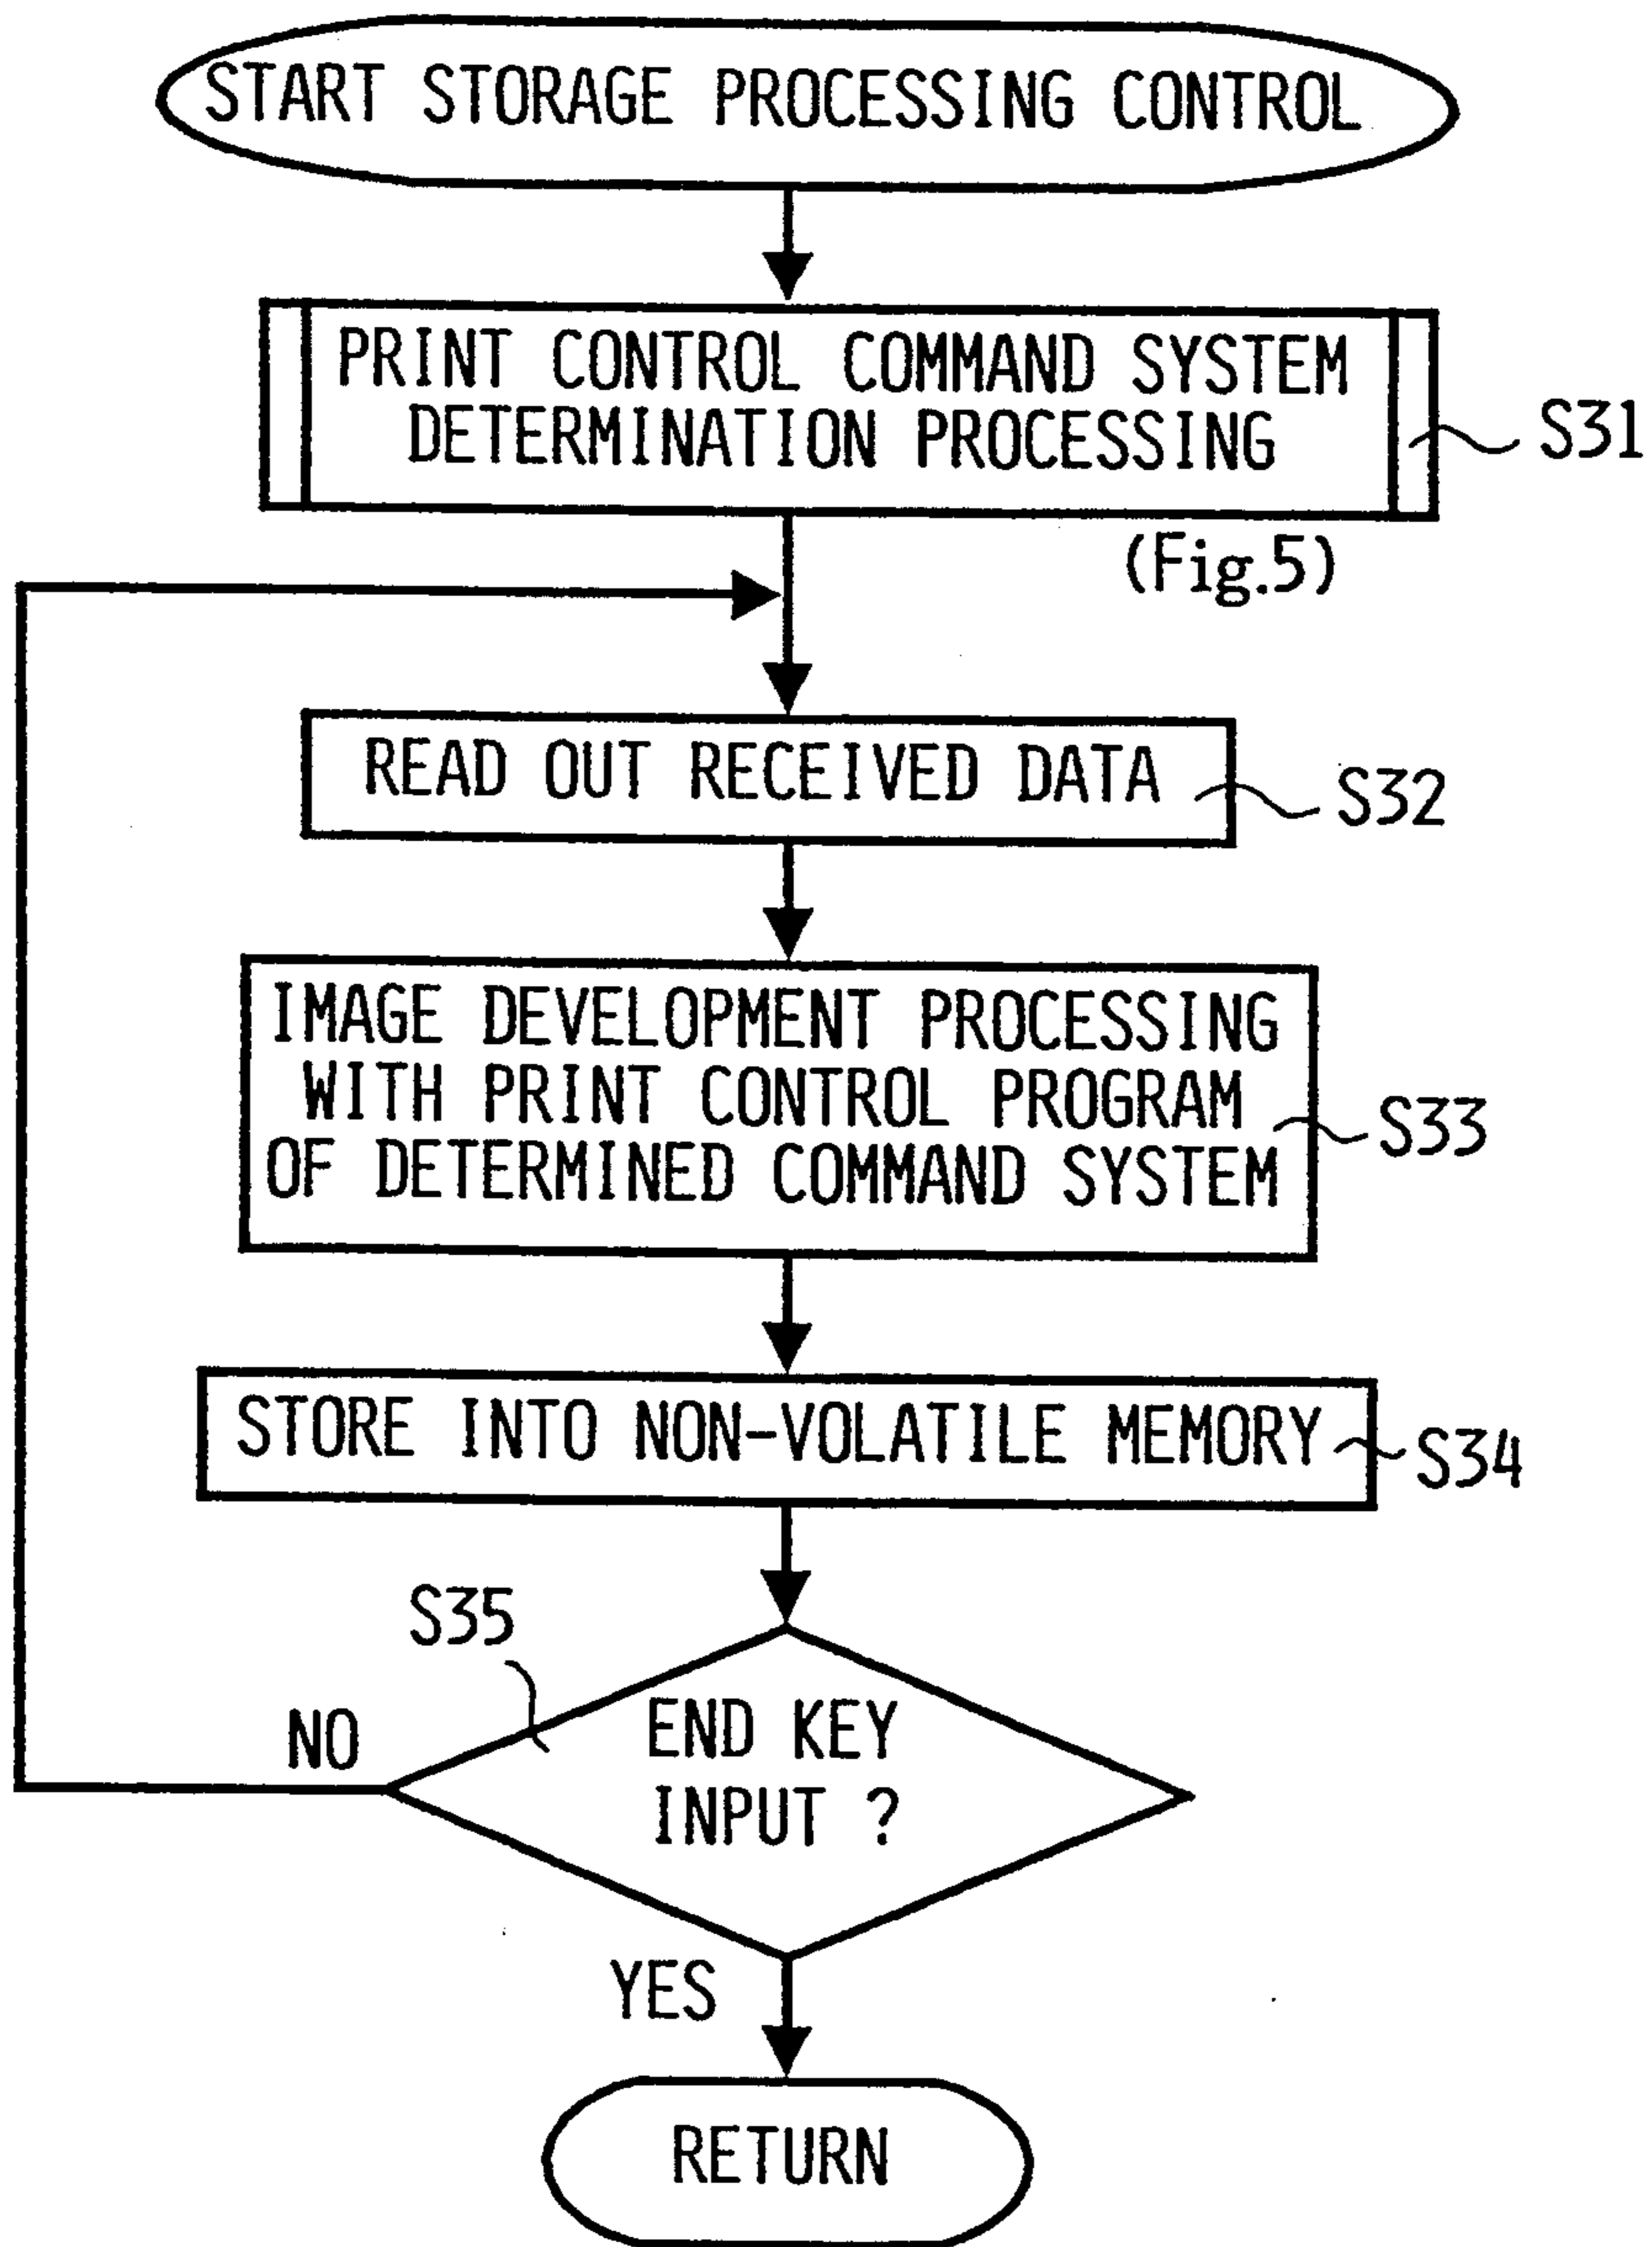 START STORAGE PROCESSING CONTROL
PRINT CONTROL COMMAND SYSTEM
DETERMINATION PROCESSING
S31
(Fig.5)
READ OUT RECEIVED DATA
S32
IMAGE DEVELOPMENT PROCESSING
WITH PRINT CONTROL PROGRAM
OF DETERMINED COMMAND SYSTEM
S33
STORE INTO NON-VOLATILE MEMORY
S34
S35
END KEY
INPUT ?
NO
YES
RETURN